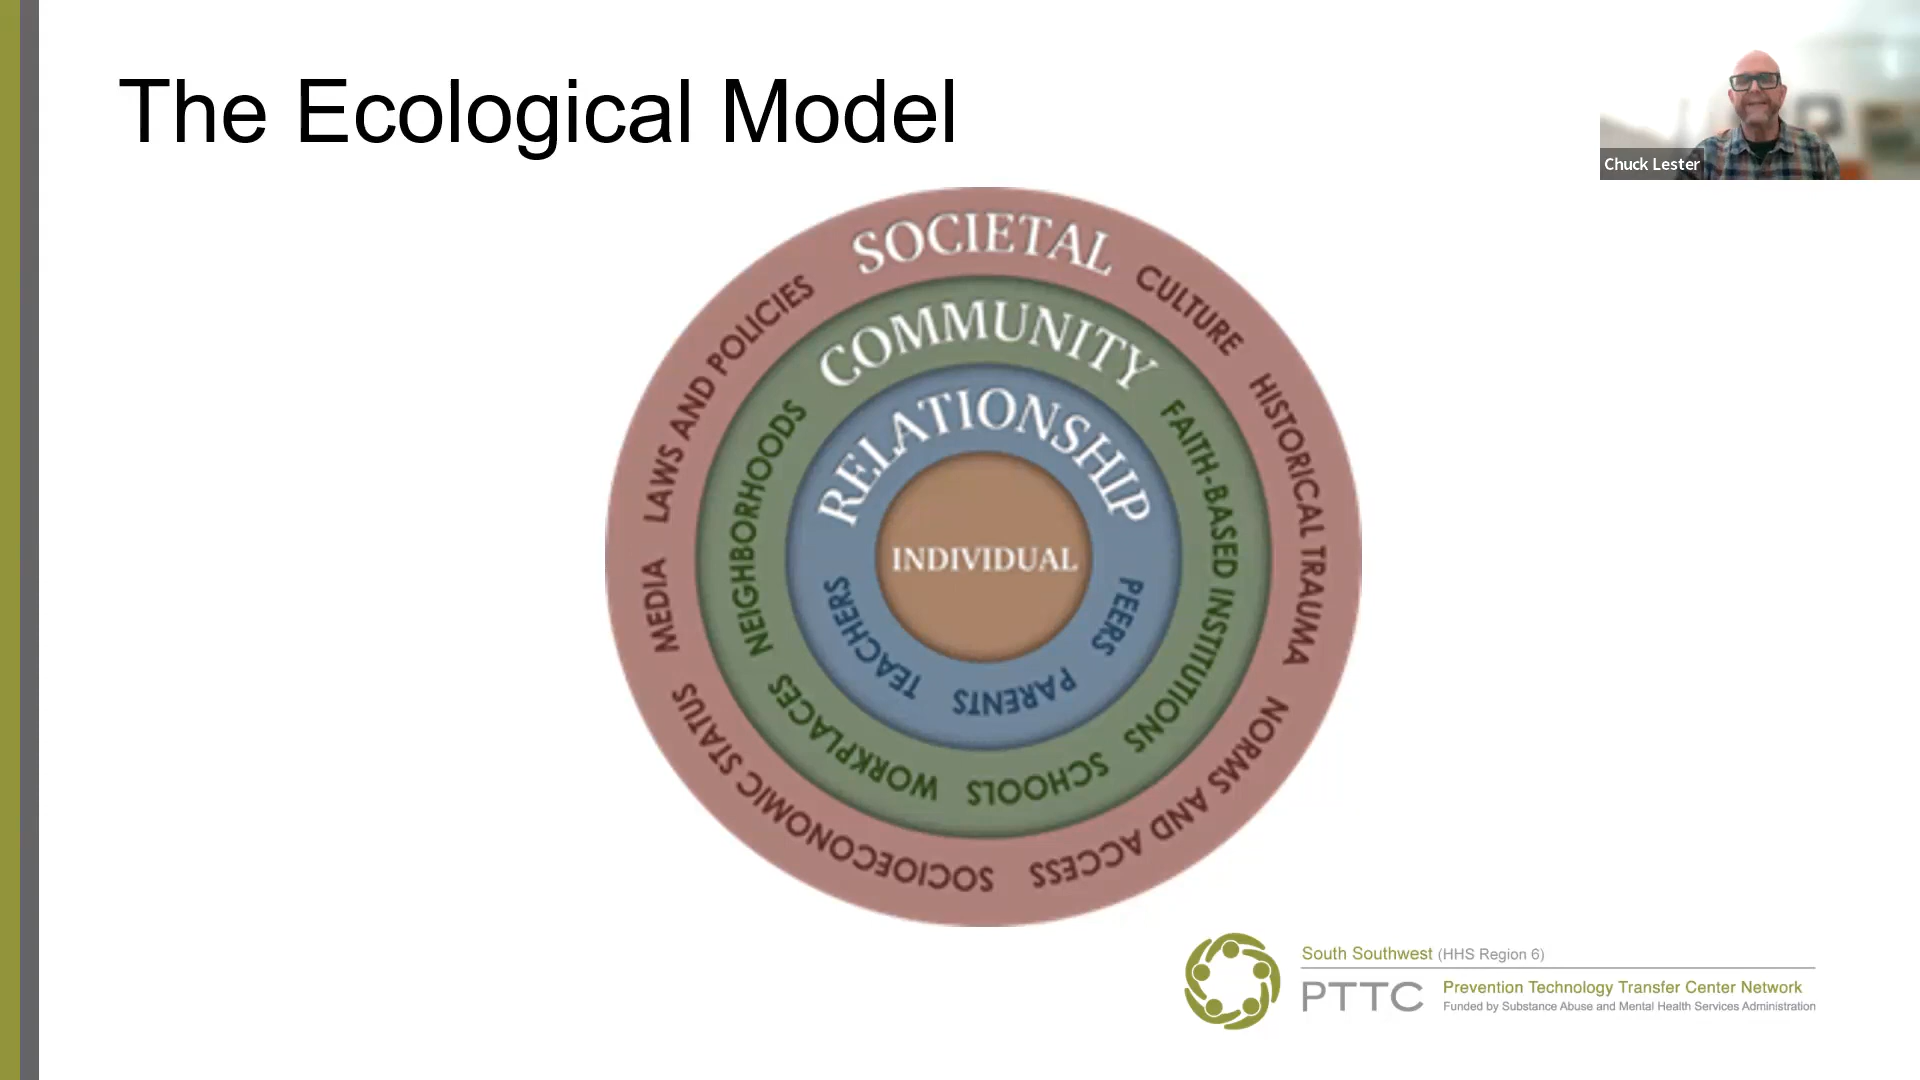 The Ecological Model
Chuck Lester
SOCIETAL
LAWS AND POLICIES
CULTURE
HISTORICAL TRAUMA
NORMS AND ACCESS
SOCIOECONOMIC STATUS
MEDIA
COMMUNITY
NEIGHBORHOODS
FAITH-BASED INSTITUTIONS
SCHOOLS
WORKPLACES
RELATIONSHIP
PEERS
PARENTS
TEACHERS
INDIVIDUAL
South Southwest (HHS Region 6)
PTTC
Prevention Technology Transfer Center Network
Funded by Substance Abuse and Mental Health Services Administration